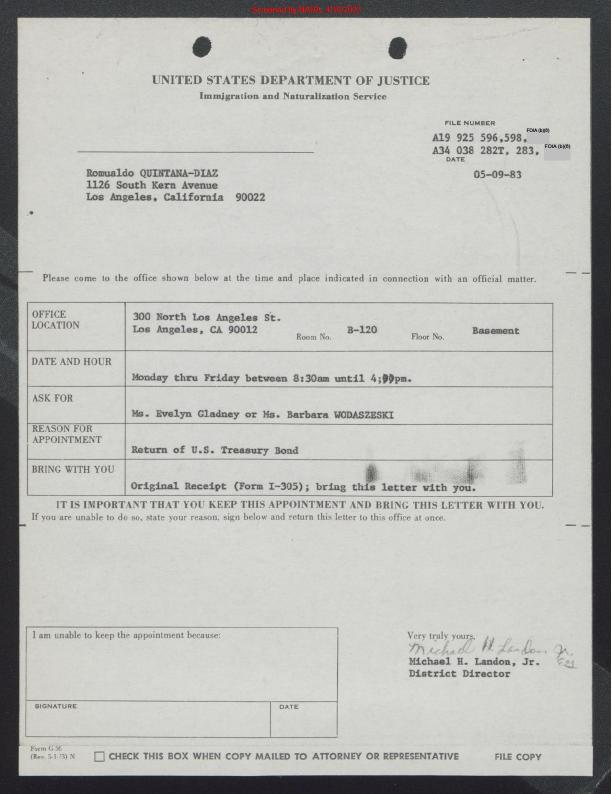 Screened by NARA, 4/10/2023
UNITED STATES DEPARTMENT OF JUSTICE
Immigration and Naturalization Service
FILE NUMBER
A19 925 596,598, FOIA (b)(6)
A34 038 282T, 283, FOIA (b)(6)
DATE
05-09-83
Romualdo QUINTANA-DIAZ
1126 South Kern Avenue
Los Angeles, California 90022
Please come to the office shown below at the time and place indicated in connection with an official matter.
OFFICE LOCATION
300 North Los Angeles St.
Los Angeles, CA 90012 Room No. B-120 Floor No. Basement
DATE AND HOUR
Monday thru Friday between 8:30am until 4;00pm.
ASK FOR
Ms. Evelyn Gladney or Ms. Barbara WODASZESKI
REASON FOR APPOINTMENT
Return of U.S. Treasury Bond
BRING WITH YOU
Original Receipt (Form I-305); bring this letter with you.
IT IS IMPORTANT THAT YOU KEEP THIS APPOINTMENT AND BRING THIS LETTER WITH YOU.
If you are unable to do so, state your reason, sign below and return this letter to this office at once.
I am unable to keep the appointment because:
SIGNATURE
DATE
Very truly yours,
Michael H. Landon Jr.
Michael H. Landon, Jr.
District Director
Form G-56
(Rev. 5-1-73) N
CHECK THIS BOX WHEN COPY MAILED TO ATTORNEY OR REPRESENTATIVE
FILE COPY